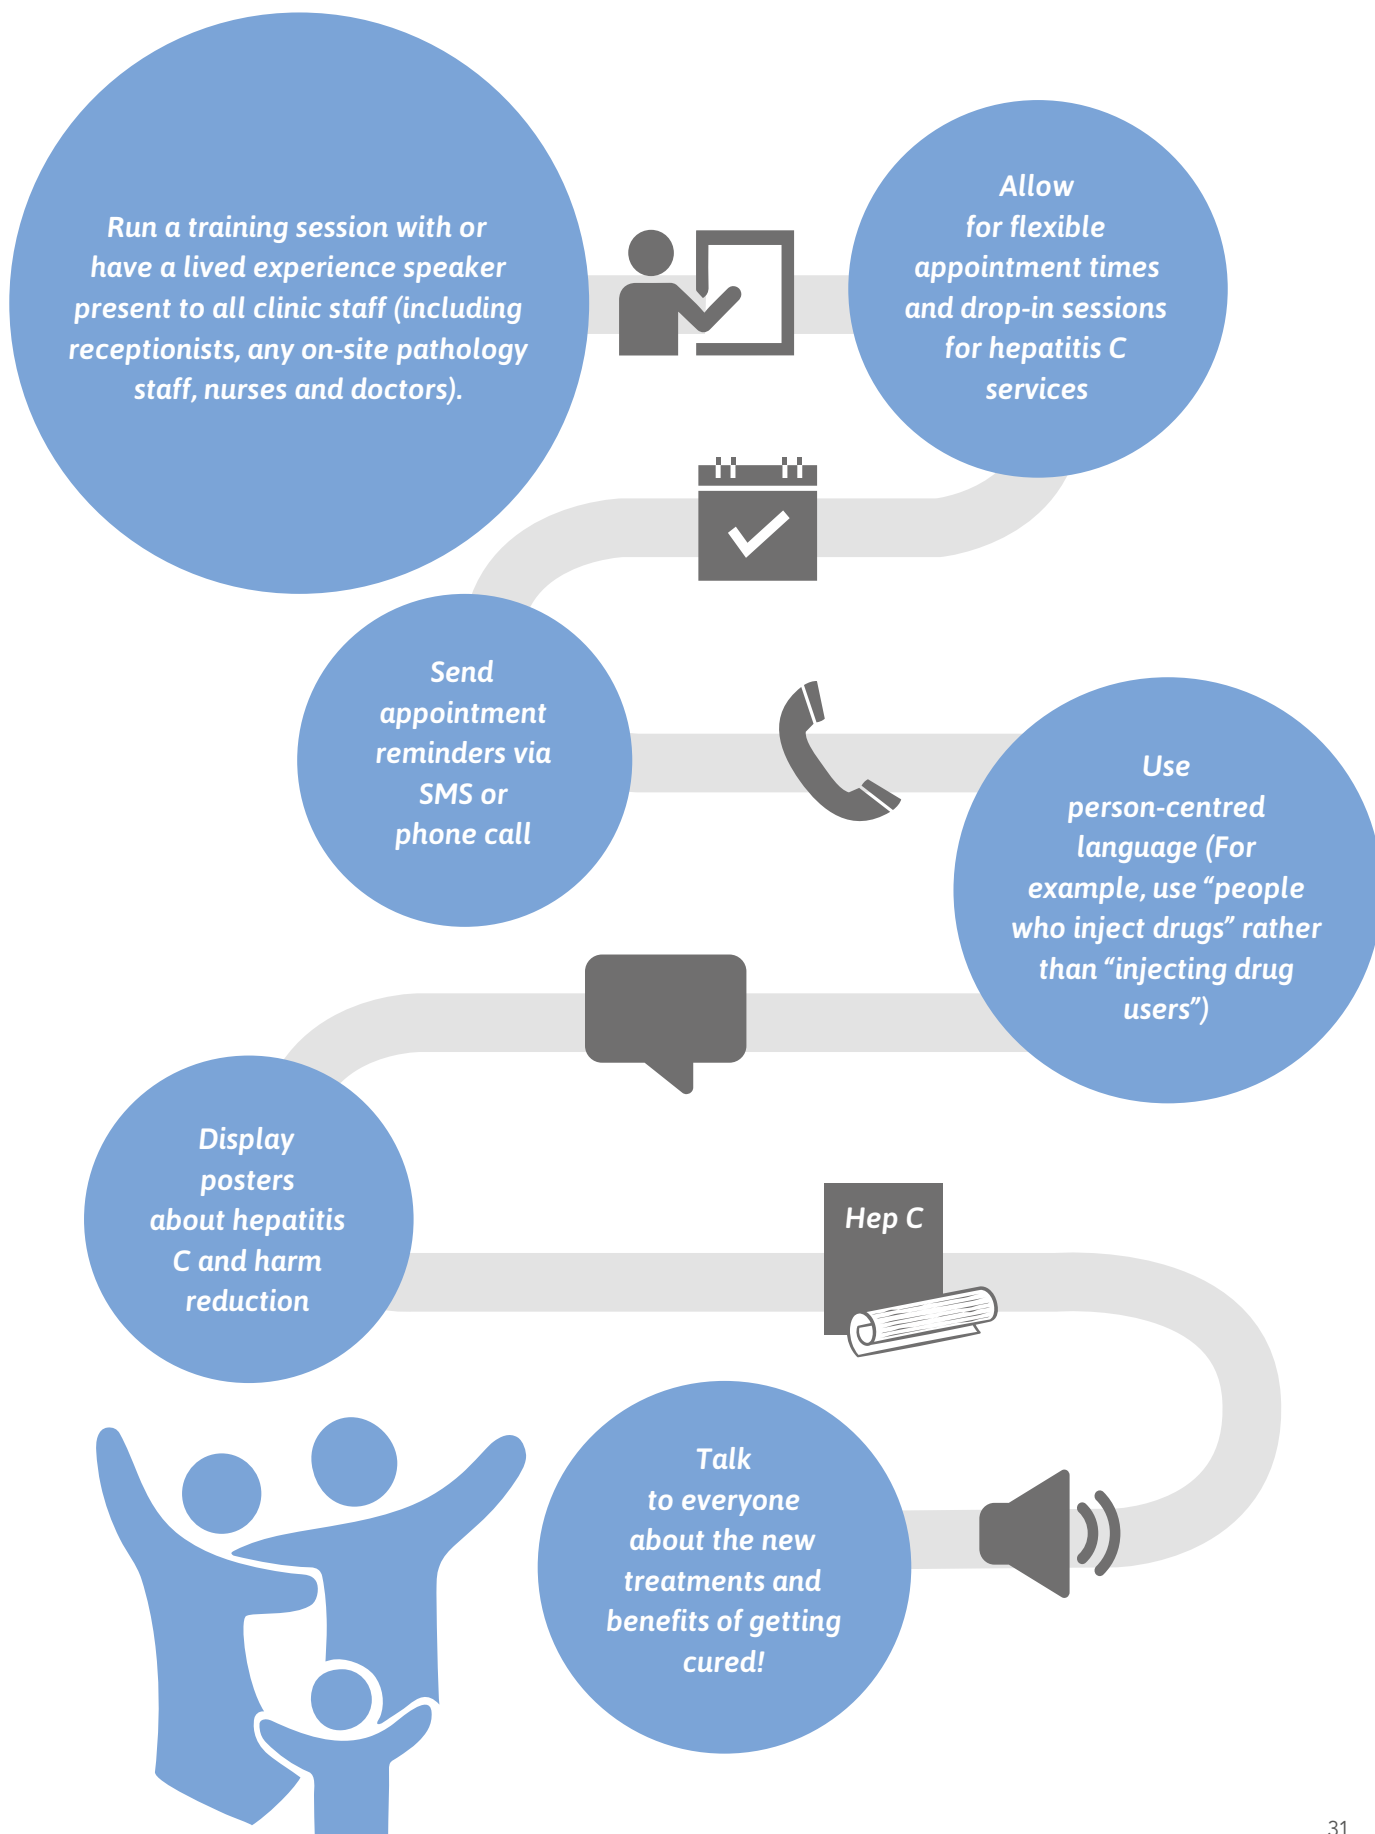 Run a training session with or
have a lived experience speaker
present to all clinic staff (including
receptionists, any on-site pathology
staff, nurses and doctors).
Allow
for flexible
appointment times
and drop-in sessions
for hepatitis C
services
Send
appointment
reminders via
SMS or
phone call
Use
person-centred
language (For
example, use “people
who inject drugs” rather
than “injecting drug
users”)
Display
posters
about hepatitis
C and harm
reduction
Hep C
Talk
to everyone
about the new
treatments and
benefits of getting
cured!
31